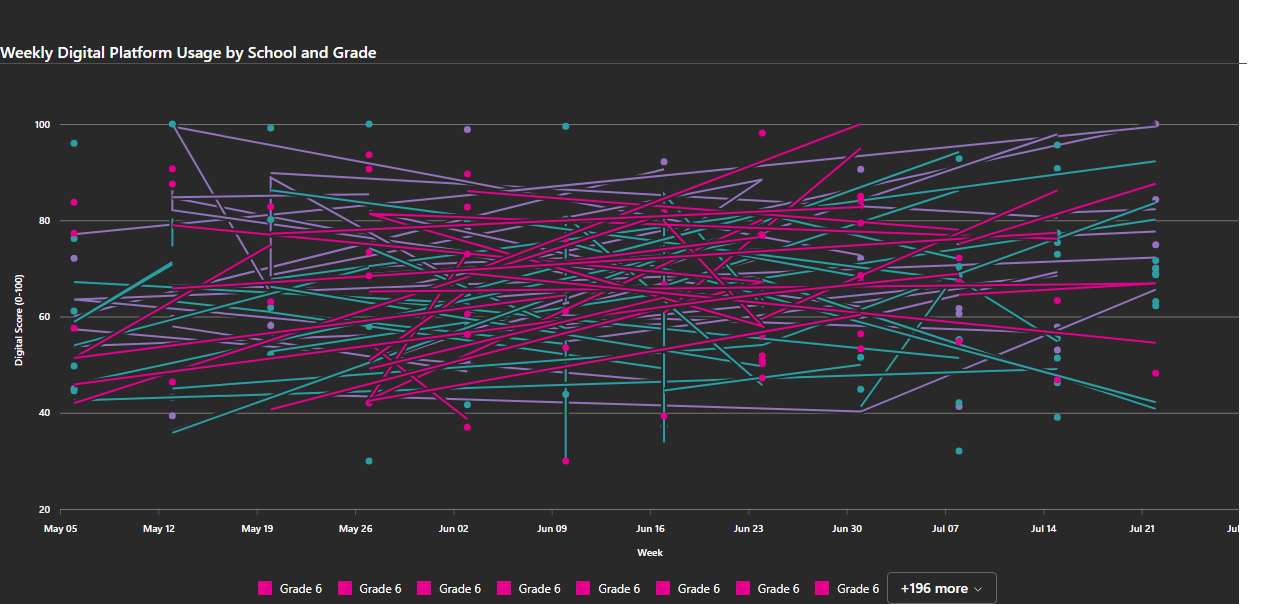 Weekly Digital Platform Usage by School and Grade
Digital Score (0-100)
100
80
60
40
20
May 05 May 12 May 19 May 26 Jun 02 Jun 09 Jun 16 Jun 23 Jun 30 Jul 07 Jul 14 Jul 21 Jul
Week
Grade 6 Grade 6 Grade 6 Grade 6 Grade 6 Grade 6 Grade 6 Grade 6 +196 more